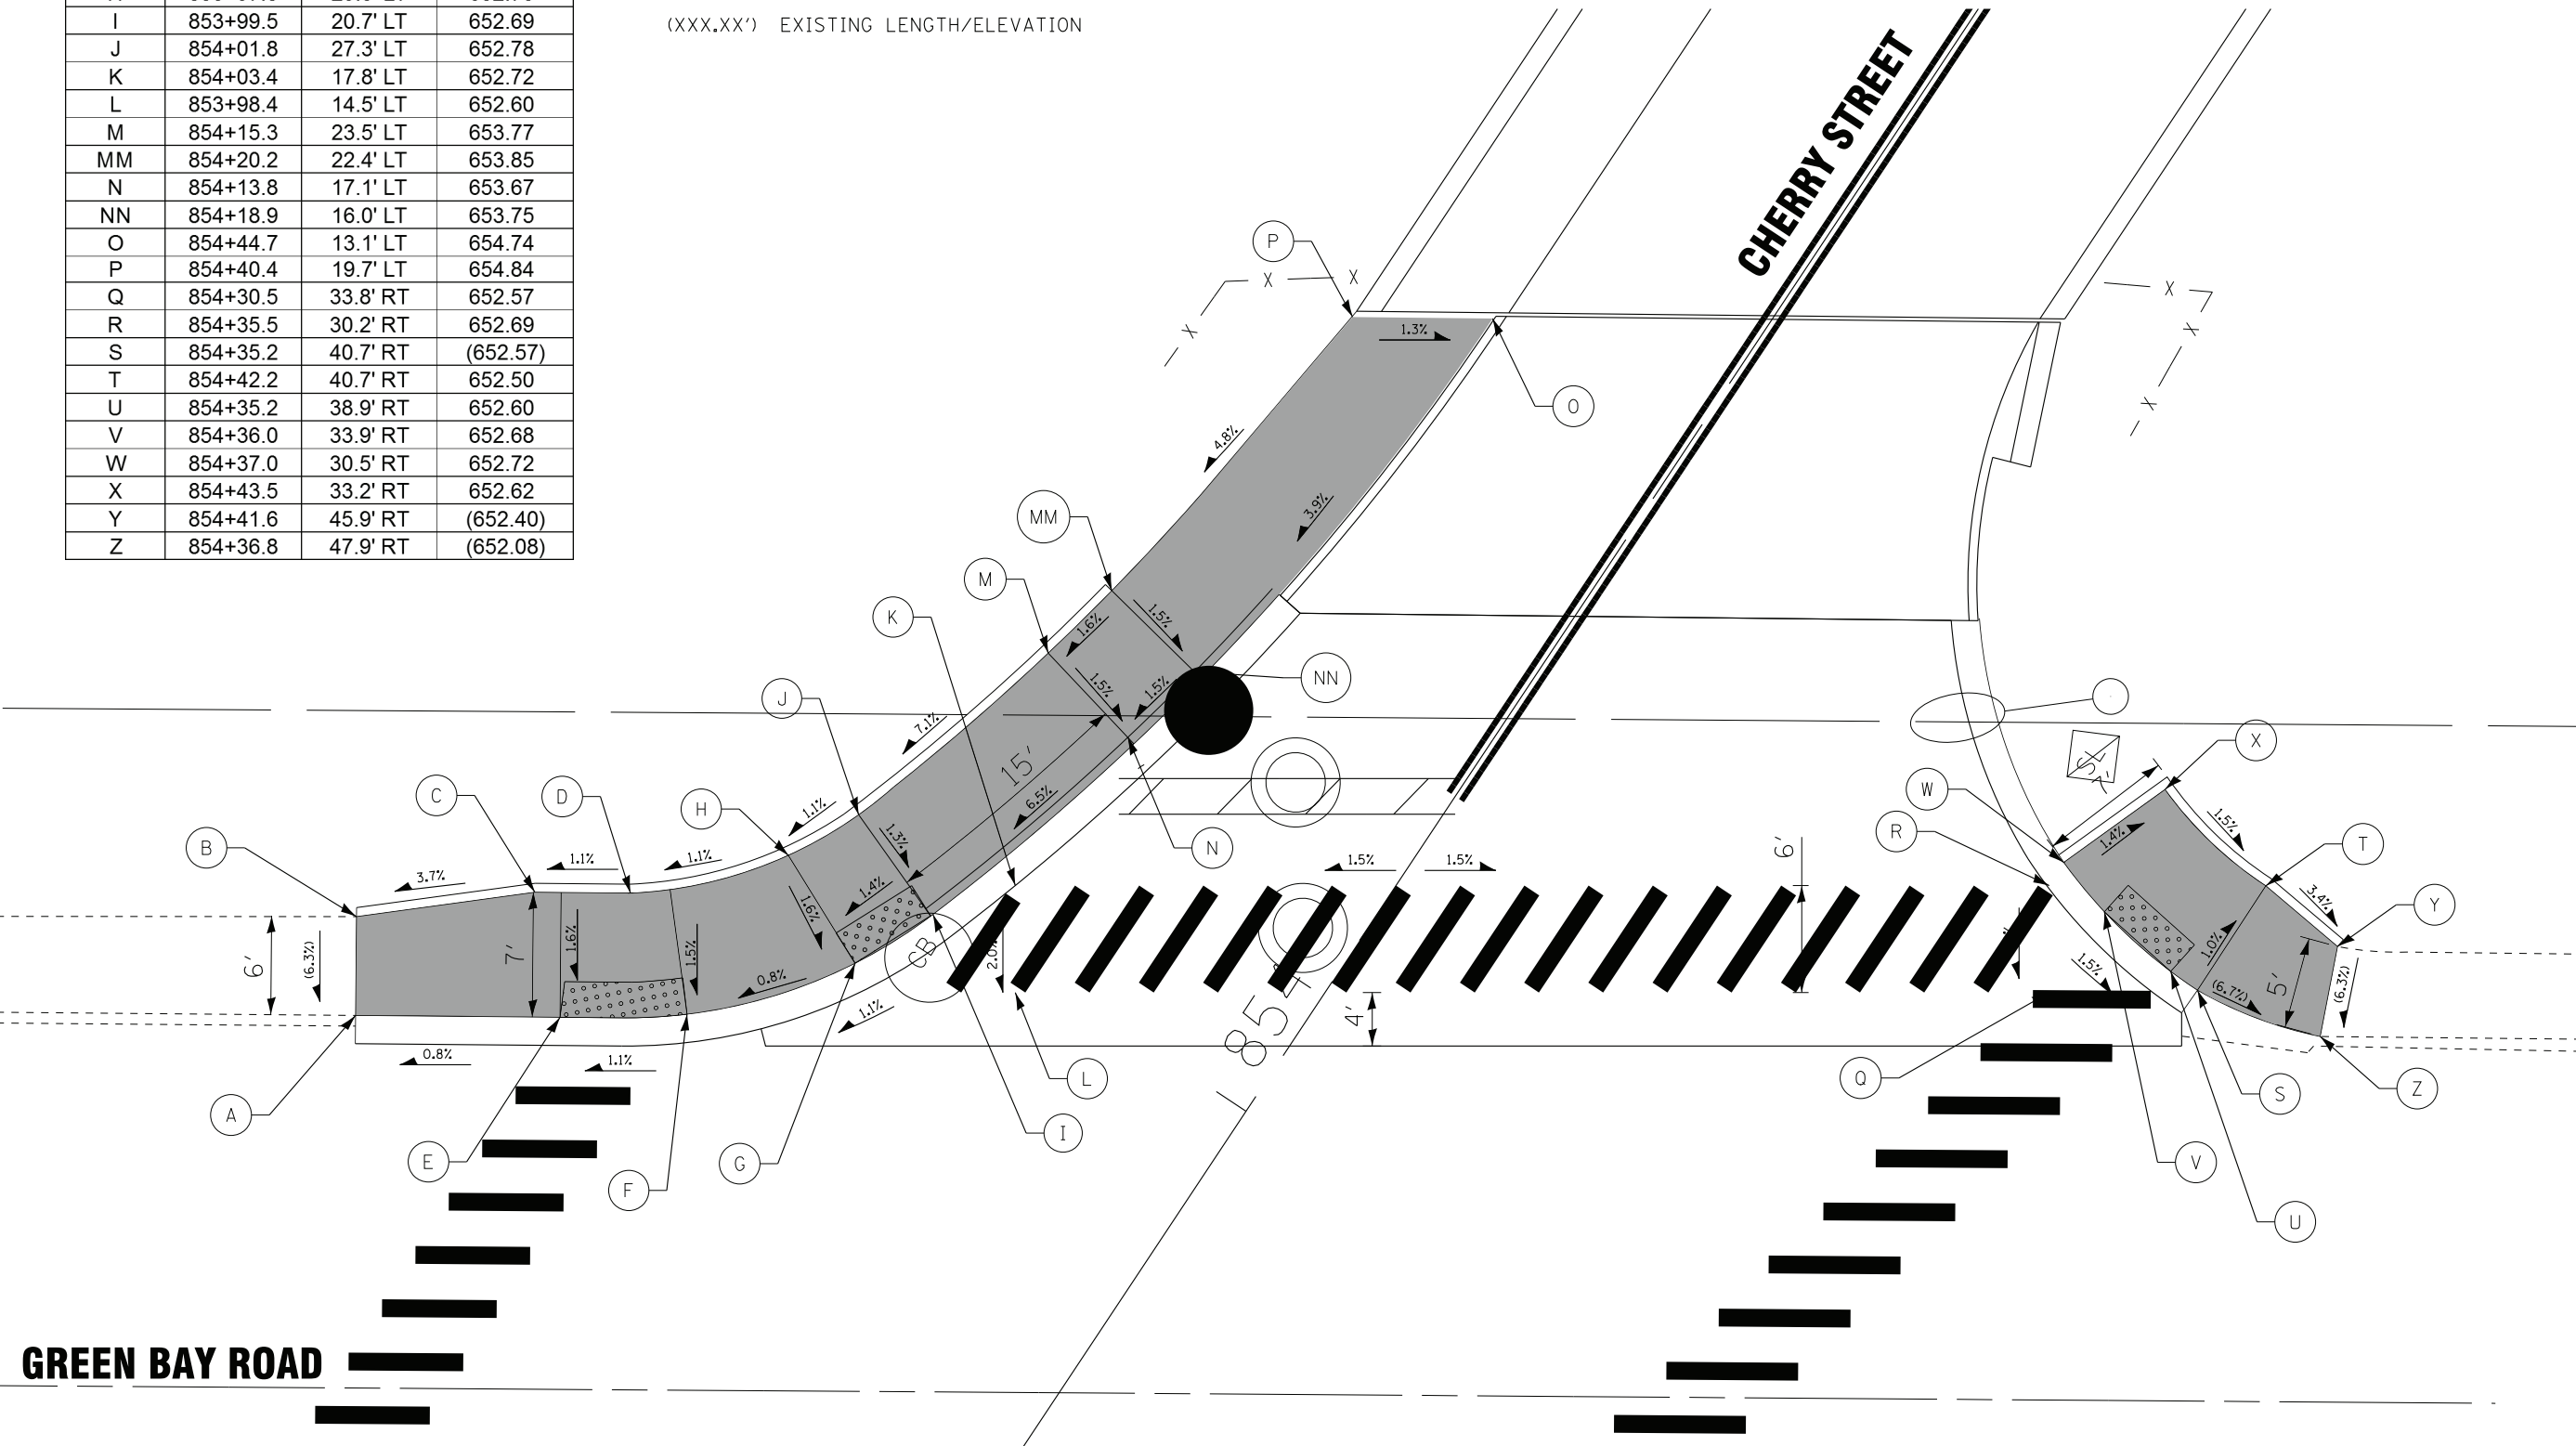 I 853+99.5 20.7' LT 652.69
J 854+01.8 27.3' LT 652.78
K 854+03.4 17.8' LT 652.72
L 853+98.4 14.5' LT 652.60
M 854+15.3 23.5' LT 653.77
MM 854+20.2 22.4' LT 653.85
N 854+13.8 17.1' LT 653.67
NN 854+18.9 16.0' LT 653.75
O 854+44.7 13.1' LT 654.74
P 854+40.4 19.7' LT 654.84
Q 854+30.5 33.8' RT 652.57
R 854+35.5 30.2' RT 652.69
S 854+35.2 40.7' RT (652.57)
T 854+42.2 40.7' RT 652.50
U 854+35.2 38.9' RT 652.60
V 854+36.0 33.9' RT 652.68
W 854+37.0 30.5' RT 652.72
X 854+43.5 33.2' RT 652.62
Y 854+41.6 45.9' RT (652.40)
Z 854+36.8 47.9' RT (652.08)
(XXX.XX') EXISTING LENGTH/ELEVATION
CHERRY STREET
P
X
X
X
X
X
X
1.3%
O
4.8%
3.9%
MM
M
K
1.5%
1.6%
1.5%
1.5%
NN
J
7.1%
15'
X
SL
7'
C
D
H
1.1%
1.3%
6.5%
N
W
R
1.4%
1.5%
T
B
1.1%
1.1%
3.7%
1.5%
1.5%
6'
1.4%
1.6%
3.4%
Y
6'
(6.3%)
7'
1.6%
1.5%
0.8%
CB
2.0%
1.1%
4'
1.5%
1.0%
(6.7%)
5'
(6.3%)
0.8%
1.1%
A
L
Q
S
Z
I
E
F
G
V
U
GREEN BAY ROAD